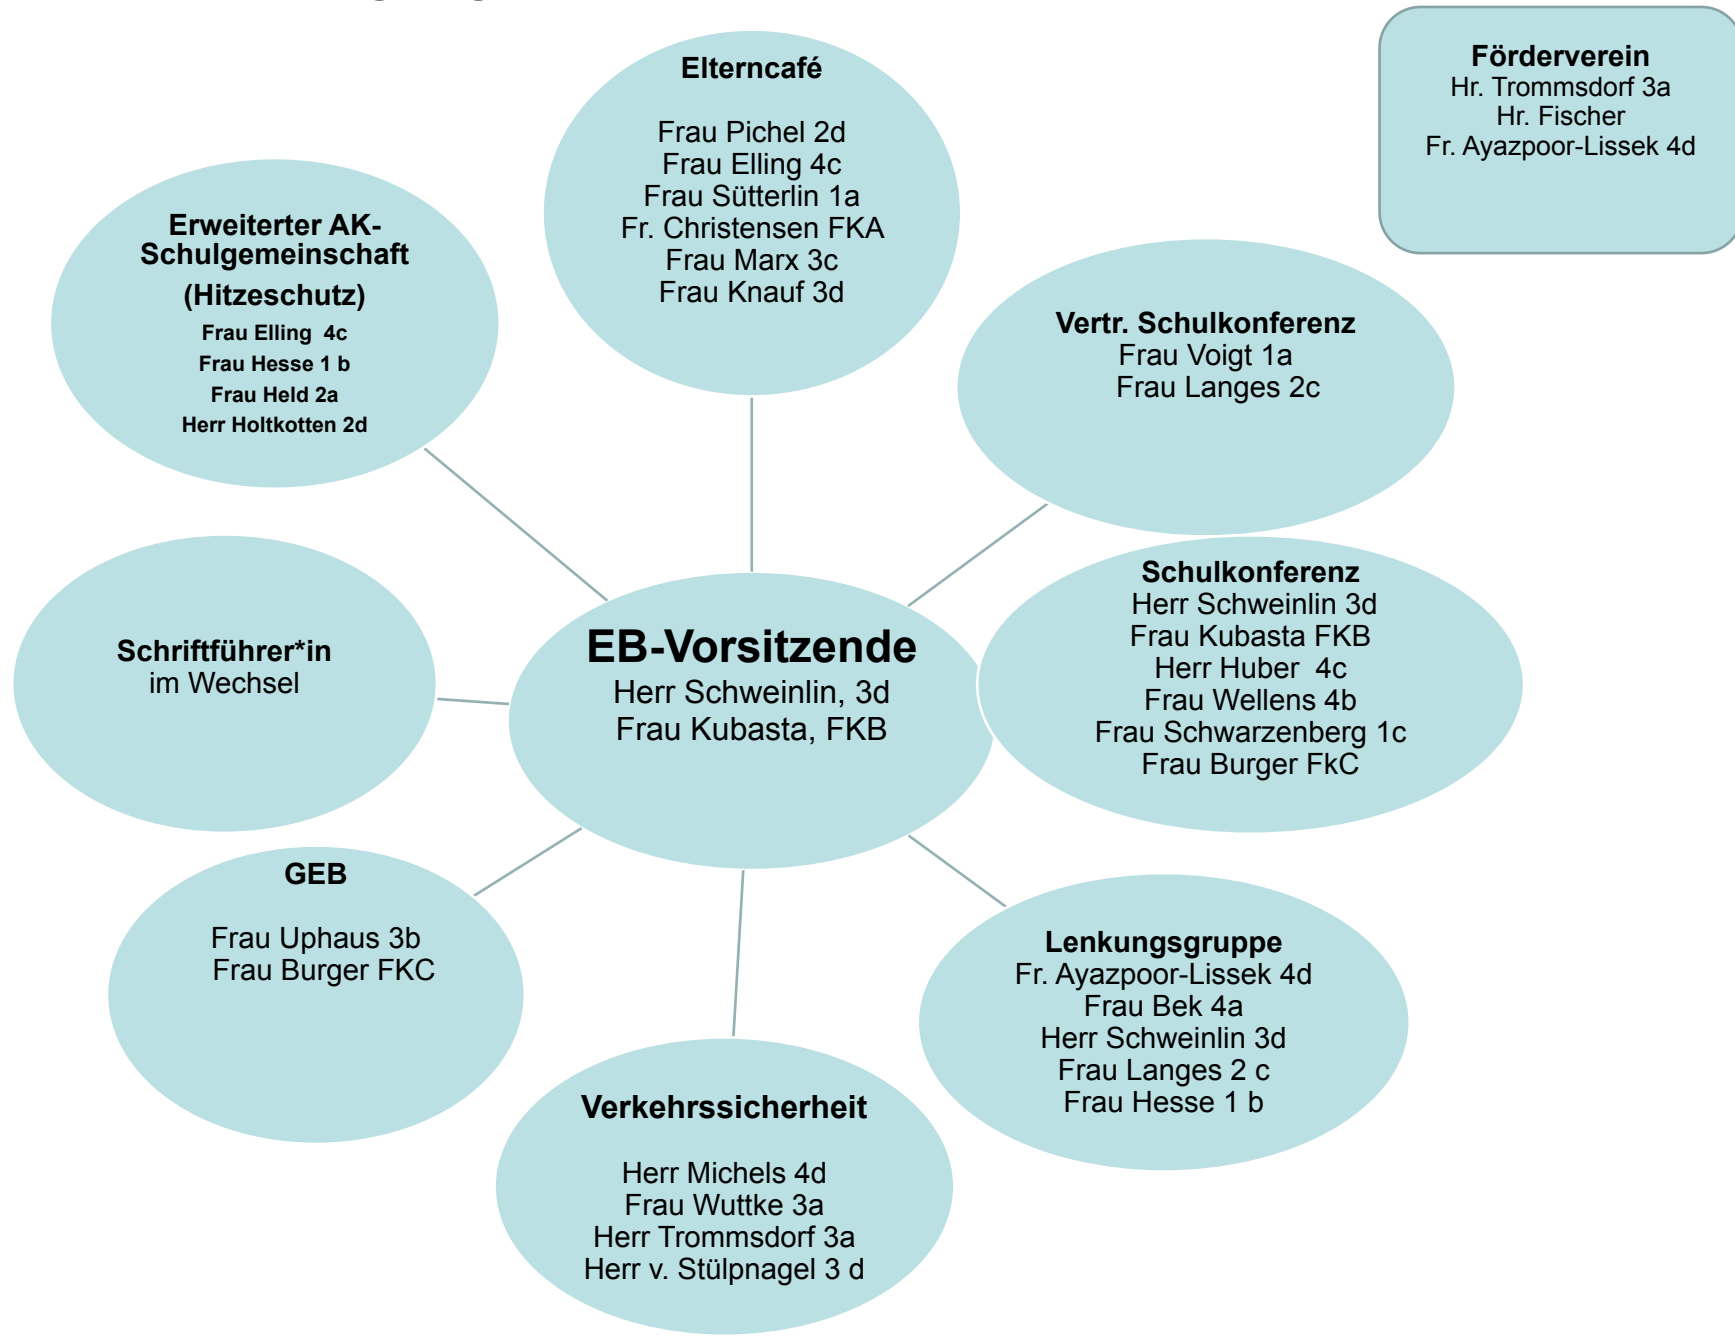 Elterncafé
Frau Pichel 2d
Frau Elling 4c
Frau Sütterlin 1a
Fr. Christensen FKA
Frau Marx 3c
Frau Knauf 3d
Förderverein
Hr. Trommsdorf 3a
Hr. Fischer
Fr. Ayazpoor-Lissek 4d
Erweiterter AK-
Schulgemeinschaft
(Hitzeschutz)
Frau Elling 4c
Frau Hesse 1 b
Frau Held 2a
Herr Holtkotten 2d
Vertr. Schulkonferenz
Frau Voigt 1a
Frau Langes 2c
Schriftführer*in
im Wechsel
EB-Vorsitzende
Herr Schweinlin, 3d
Frau Kubasta, FKB
Schulkonferenz
Herr Schweinlin 3d
Frau Kubasta FKB
Herr Huber 4c
Frau Wellens 4b
Frau Schwarzenberg 1c
Frau Burger FkC
GEB
Frau Uphaus 3b
Frau Burger FKC
Lenkungsgruppe
Fr. Ayazpoor-Lissek 4d
Frau Bek 4a
Herr Schweinlin 3d
Frau Langes 2 c
Frau Hesse 1 b
Verkehrssicherheit
Herr Michels 4d
Frau Wuttke 3a
Herr Trommsdorf 3a
Herr v. Stülpnagel 3 d